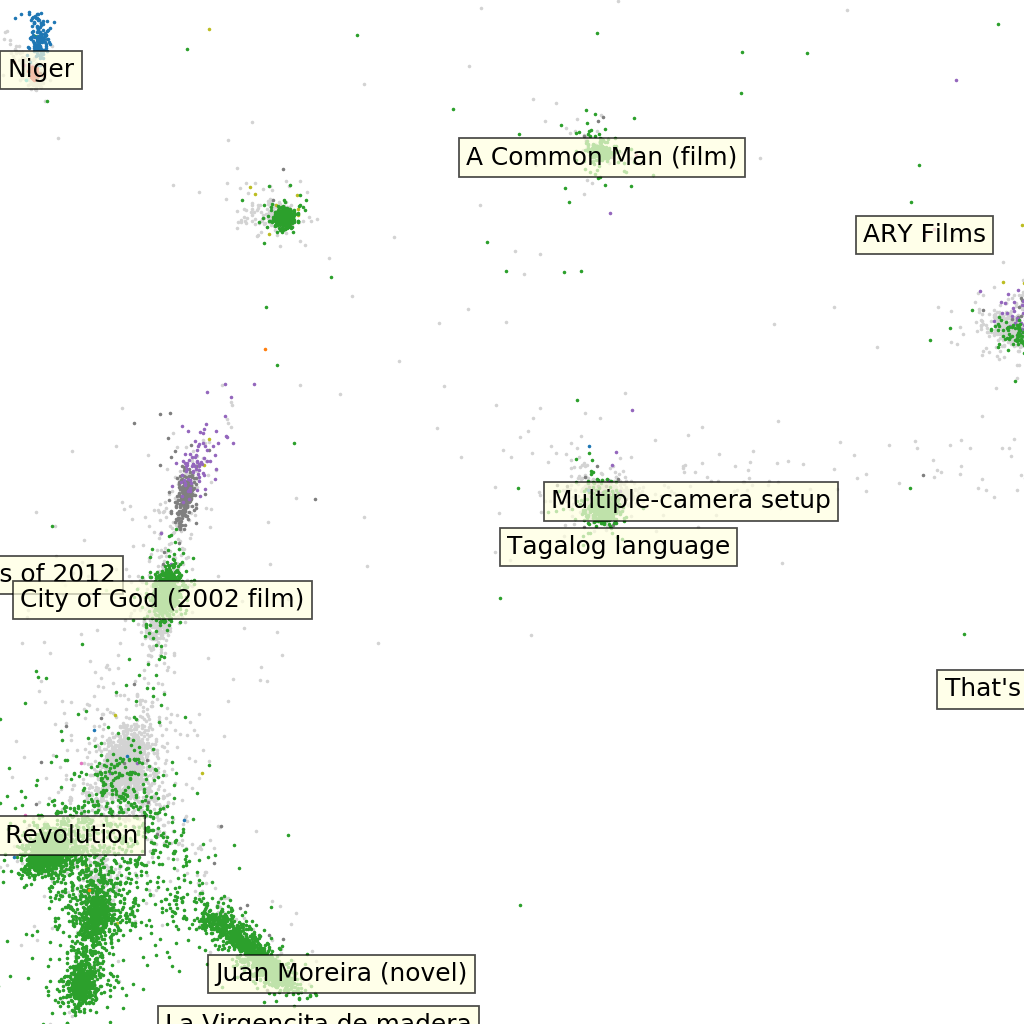 Niger
A Common Man (film)
ARY Films
Multiple-camera setup
Tagalog language
s of 2012
City of God (2002 film)
That's
Revolution
Juan Moreira (novel)
La Virgencita de madera